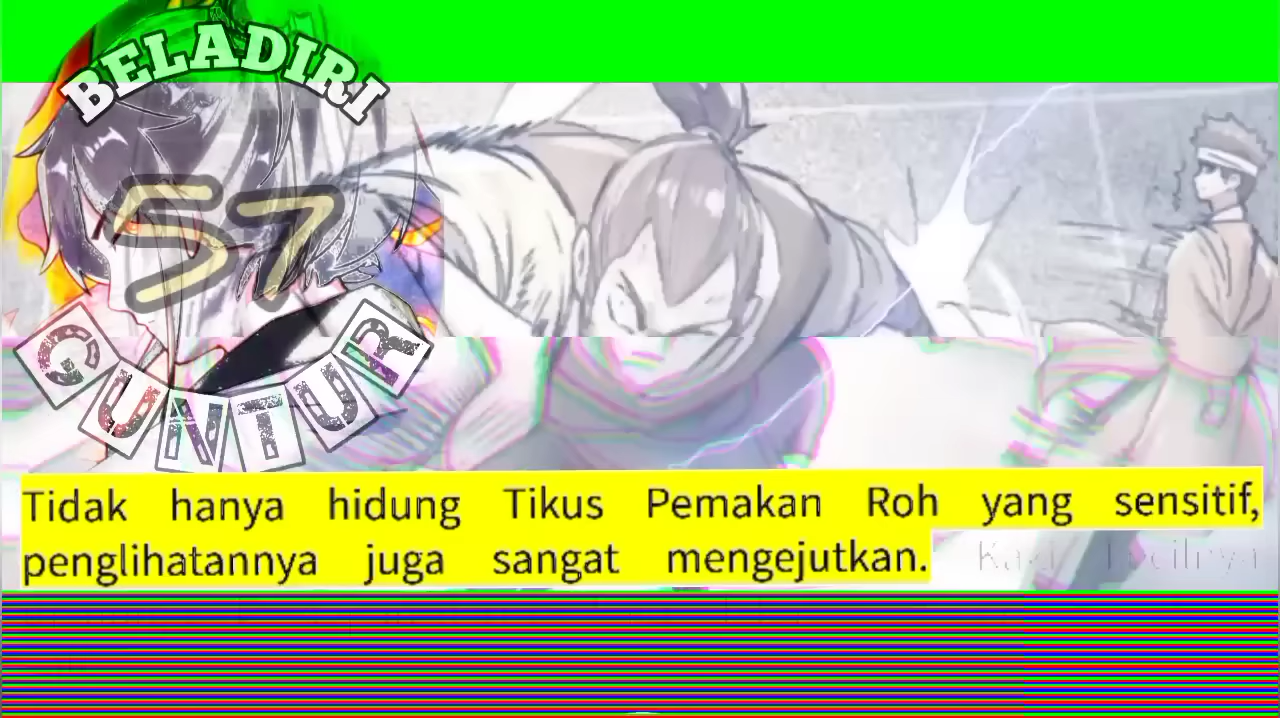 BELADIRI
57
GUNTUR
Tidak hanya hidung Tikus Pemakan Roh yang sensitif,
penglihatannya juga sangat mengejutkan.